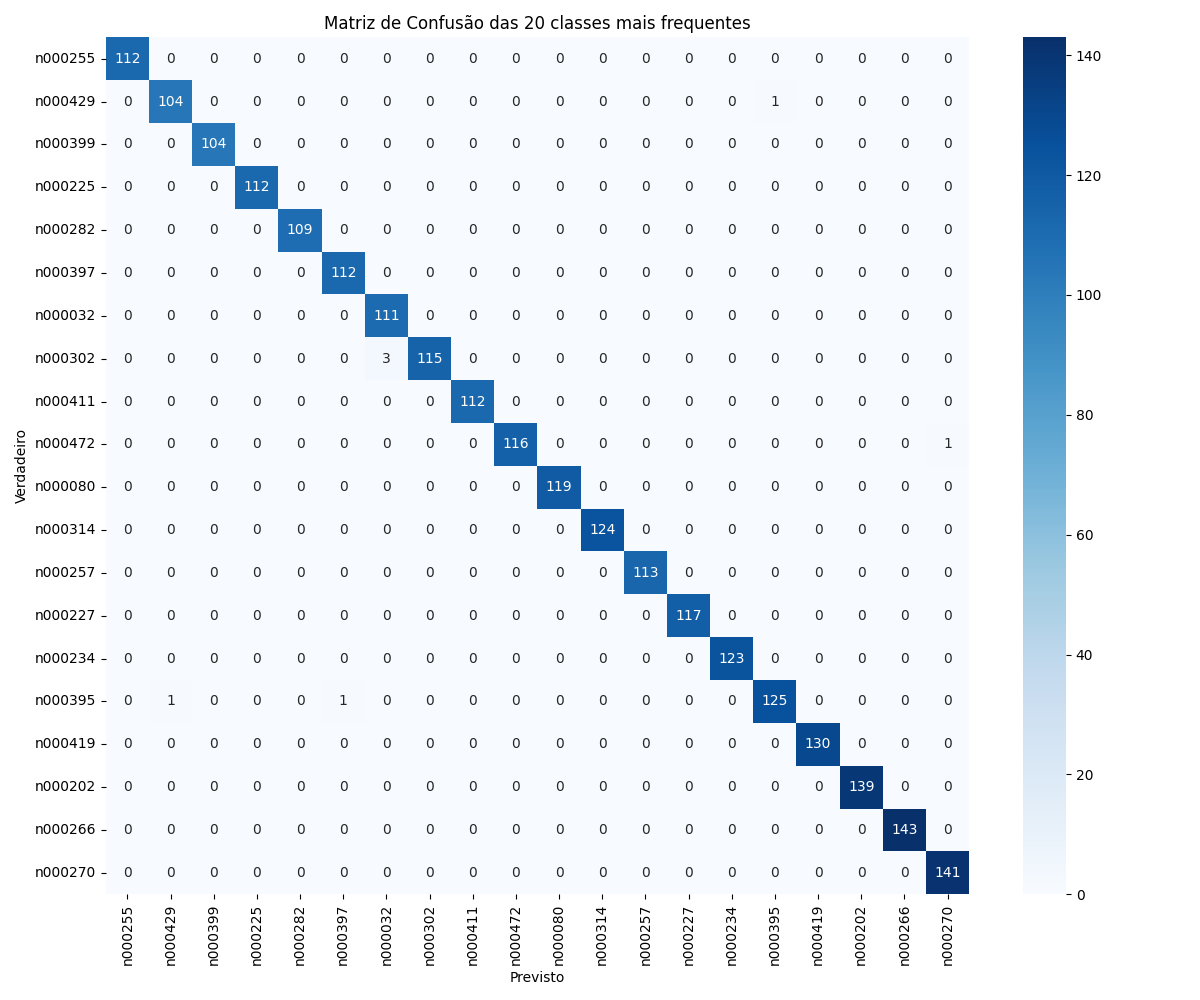 Matriz de Confusão das 20 classes mais frequentes
Verdadeiro
n000255 112 0 0 0 0 0 0 0 0 0 0 0 0 0 0 0 0 0 0 0
n000429 0 104 0 0 0 0 0 0 0 0 0 0 0 0 0 1 0 0 0 0
n000399 0 0 104 0 0 0 0 0 0 0 0 0 0 0 0 0 0 0 0 0
n000225 0 0 0 112 0 0 0 0 0 0 0 0 0 0 0 0 0 0 0 0
n000282 0 0 0 0 109 0 0 0 0 0 0 0 0 0 0 0 0 0 0 0
n000397 0 0 0 0 0 112 0 0 0 0 0 0 0 0 0 0 0 0 0 0
n000032 0 0 0 0 0 0 111 0 0 0 0 0 0 0 0 0 0 0 0 0
n000302 0 0 0 0 0 0 3 115 0 0 0 0 0 0 0 0 0 0 0 0
n000411 0 0 0 0 0 0 0 0 112 0 0 0 0 0 0 0 0 0 0 0
n000472 0 0 0 0 0 0 0 0 0 116 0 0 0 0 0 0 0 0 0 1
n000080 0 0 0 0 0 0 0 0 0 0 119 0 0 0 0 0 0 0 0 0
n000314 0 0 0 0 0 0 0 0 0 0 0 124 0 0 0 0 0 0 0 0
n000257 0 0 0 0 0 0 0 0 0 0 0 0 113 0 0 0 0 0 0 0
n000227 0 0 0 0 0 0 0 0 0 0 0 0 0 117 0 0 0 0 0 0
n000234 0 0 0 0 0 0 0 0 0 0 0 0 0 0 123 0 0 0 0 0
n000395 0 1 0 0 0 1 0 0 0 0 0 0 0 0 0 125 0 0 0 0
n000419 0 0 0 0 0 0 0 0 0 0 0 0 0 0 0 0 130 0 0 0
n000202 0 0 0 0 0 0 0 0 0 0 0 0 0 0 0 0 0 139 0 0
n000266 0 0 0 0 0 0 0 0 0 0 0 0 0 0 0 0 0 0 143 0
n000270 0 0 0 0 0 0 0 0 0 0 0 0 0 0 0 0 0 0 0 141
n000255 n000429 n000399 n000225 n000282 n000397 n000032 n000302 n000411 n000472 n000080 n000314 n000257 n000227 n000234 n000395 n000419 n000202 n000266 n000270
Previsto
140
120
100
80
60
40
20
0